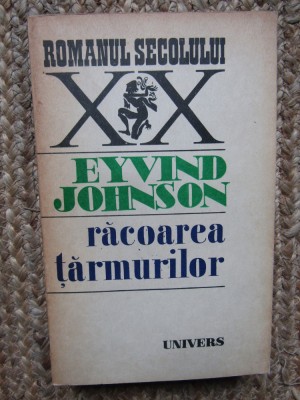 ROMANUL SECOLULUI
XX
EYVIND
JOHNSON
răcoarea
țărmurilor
UNIVERS